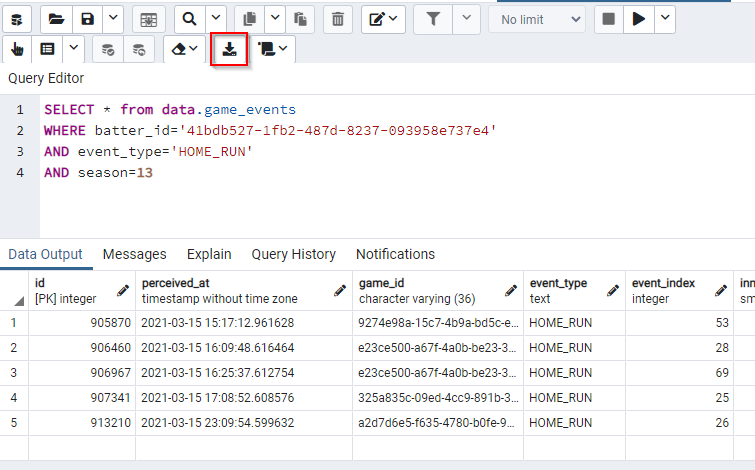 No limit
Query Editor
1 SELECT * from data.game_events
2 WHERE batter_id='41bdb527-1fb2-487d-8237-093958e737e4'
3 AND event_type='HOME_RUN'
4 AND season=13
Data Output Messages Explain Query History Notifications
id perceived_at game_id event_type event_index inn
[PK] integer timestamp without time zone character varying (36) text integer sm
1 905870 2021-03-15 15:17:12.961628 9274e98a-15c7-4b9a-bd5c-e... HOME_RUN 53
2 906460 2021-03-15 16:09:48.616464 e23ce500-a67f-4a0b-be23-3... HOME_RUN 28
3 906967 2021-03-15 16:25:37.612754 e23ce500-a67f-4a0b-be23-3... HOME_RUN 69
4 907341 2021-03-15 17:08:52.608576 325a835c-09ed-4cc9-891b-3... HOME_RUN 25
5 913210 2021-03-15 23:09:54.599632 a2d7d6e5-f635-4780-b0fe-9... HOME_RUN 26